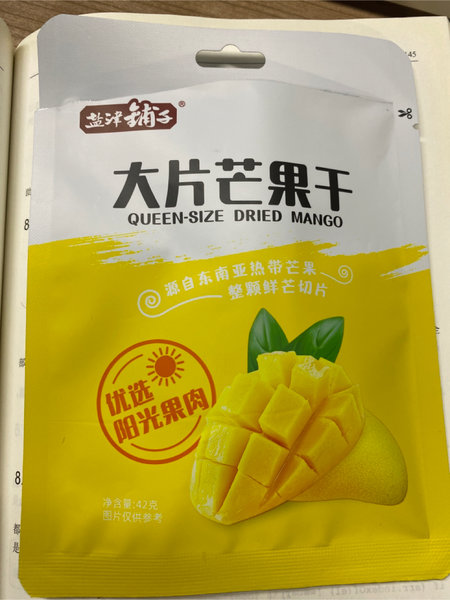 145
盐津铺子®
大片芒果干
QUEEN-SIZE DRIED MANGO
源自东南亚热带芒果
整颗鲜芒切片
优选
阳光果肉
净含量:42克
图片仅供参考